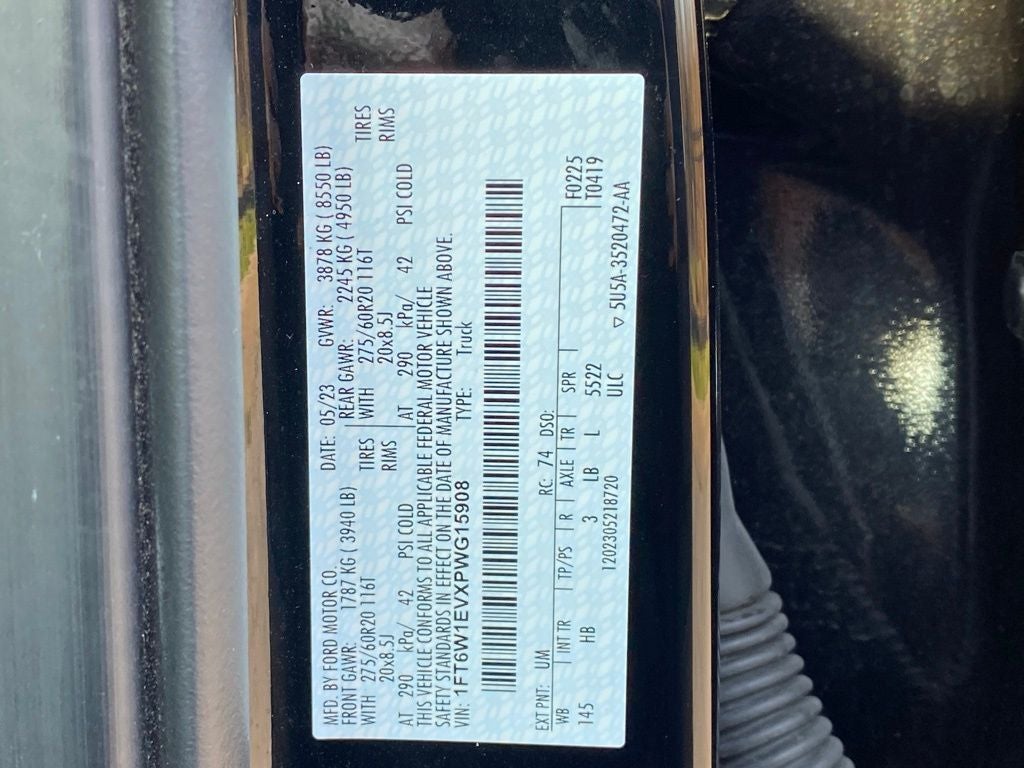 MFD. BY FORD MOTOR CO. DATE: 05/23 GVWR: 3878 KG ( 8550 LB)
FRONT GAWR: 1787 KG ( 3940 LB) REAR GAWR: 2245 KG ( 4950 LB)
WITH 275/60R20 116T TIRES WITH 275/60R20 116T TIRES
20x8.5J RIMS 20x8.5J RIMS
AT 290 kPa/ 42 PSI COLD AT 290 kPa/ 42 PSI COLD
THIS VEHICLE CONFORMS TO ALL APPLICABLE FEDERAL MOTOR VEHICLE
SAFETY STANDARDS IN EFFECT ON THE DATE OF MANUFACTURE SHOWN ABOVE.
VIN: 1FT6W1EVXPWG15908 TYPE: Truck
EXT PNT: UM RC: 74 DSO:
WB INT TR TP/PS R AXLE TR SPR F0225
145 HB 3 LB L 5522 T0419
1202305218720 ULC ▽ 5U5A-3520472-AA